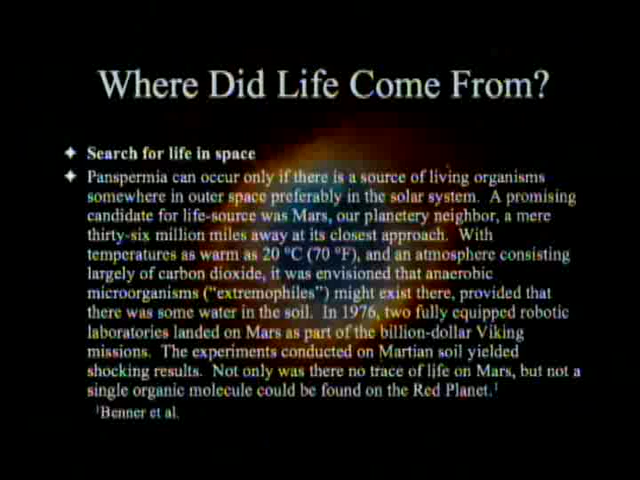 Where Did Life Come From?
✦ Search for life in space
✦ Panspermia can occur only if there is a source of living organisms
somewhere in outer space preferably in the solar system. A promising
candidate for life-source was Mars, our planetery neighbor, a mere
thirty-six million miles away at its closest approach. With
temperatures as warm as 20 °C (70 °F), and an atmosphere consisting
largely of carbon dioxide, it was envisioned that anaerobic
microorganisms (“extremophiles”) might exist there, provided that
there was some water in the soil. In 1976, two fully equipped robotic
laboratories landed on Mars as part of the billion-dollar Viking
missions. The experiments conducted on Martian soil yielded
shocking results. Not only was there no trace of life on Mars, but not a
single organic molecule could be found on the Red Planet.¹
¹Benner et al.